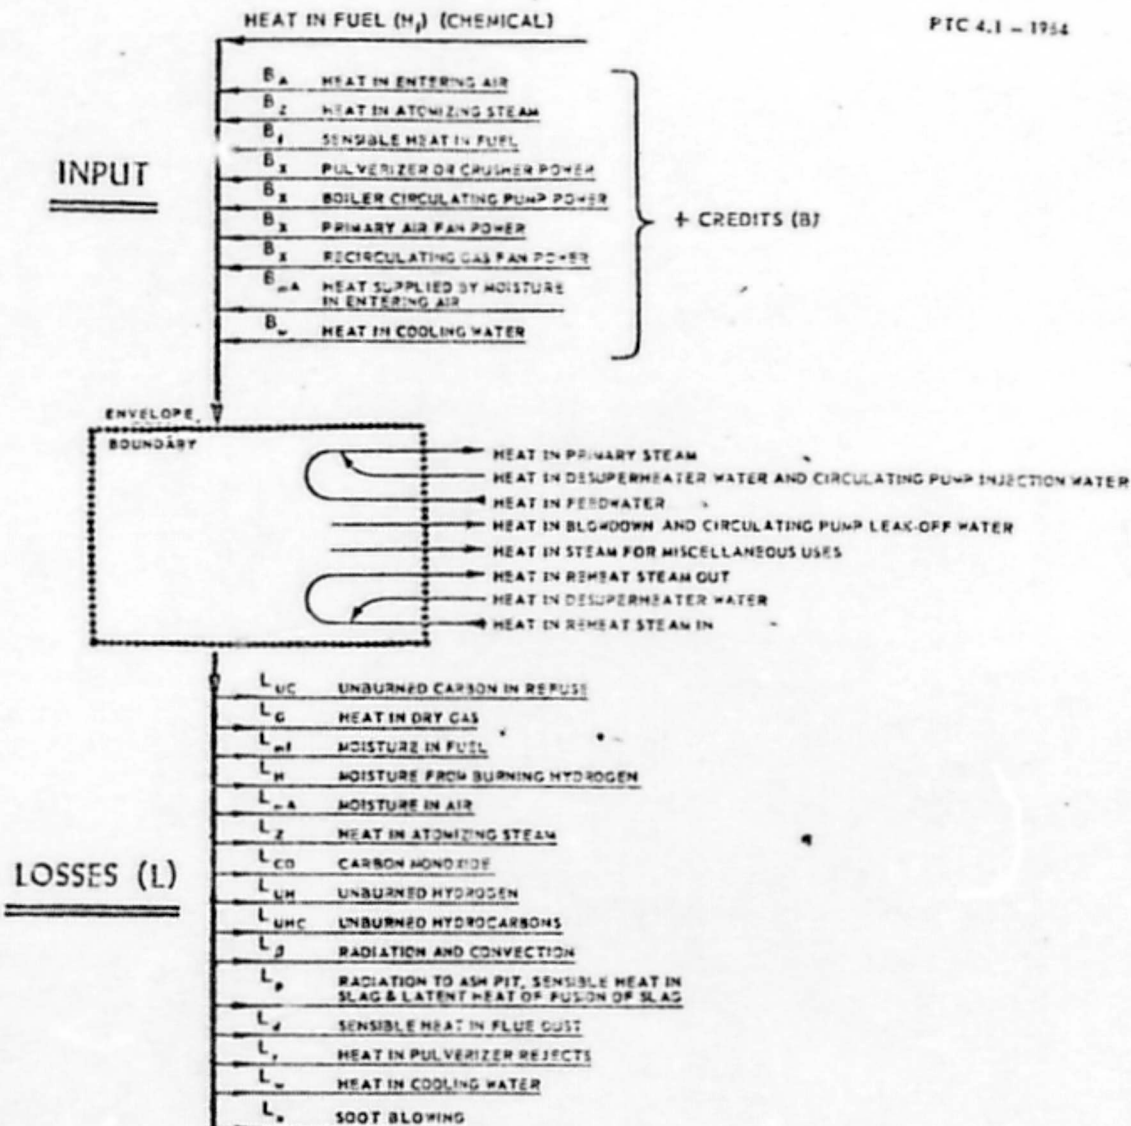 HEAT IN FUEL (Hf) (CHEMICAL)
PTC 4.1 – 1964
INPUT
BA HEAT IN ENTERING AIR
BZ HEAT IN ATOMIZING STEAM
Bf SENSIBLE HEAT IN FUEL
BX PULVERIZER OR CRUSHER POWER
BX BOILER CIRCULATING PUMP POWER
BX PRIMARY AIR FAN POWER
BX RECIRCULATING GAS FAN POWER
BmA HEAT SUPPLIED BY MOISTURE
IN ENTERING AIR
Bw HEAT IN COOLING WATER
+ CREDITS (B)
ENVELOPE
BOUNDARY
HEAT IN PRIMARY STEAM
HEAT IN DESUPERHEATER WATER AND CIRCULATING PUMP INJECTION WATER
HEAT IN FEEDWATER
HEAT IN BLOWDOWN AND CIRCULATING PUMP LEAK-OFF WATER
HEAT IN STEAM FOR MISCELLANEOUS USES
HEAT IN REHEAT STEAM OUT
HEAT IN DESUPERHEATER WATER
HEAT IN REHEAT STEAM IN
LOSSES (L)
LUC UNBURNED CARBON IN REFUSE
LG HEAT IN DRY GAS
Lmf MOISTURE IN FUEL
LH MOISTURE FROM BURNING HYDROGEN
LmA MOISTURE IN AIR
LZ HEAT IN ATOMIZING STEAM
LCO CARBON MONOXIDE
LUH UNBURNED HYDROGEN
LUHC UNBURNED HYDROCARBONS
Lβ RADIATION AND CONVECTION
Lp RADIATION TO ASH PIT, SENSIBLE HEAT IN
SLAG & LATENT HEAT OF FUSION OF SLAG
Ld SENSIBLE HEAT IN FLUE DUST
Lr HEAT IN PULVERIZER REJECTS
Lw HEAT IN COOLING WATER
SOOT BLOWING